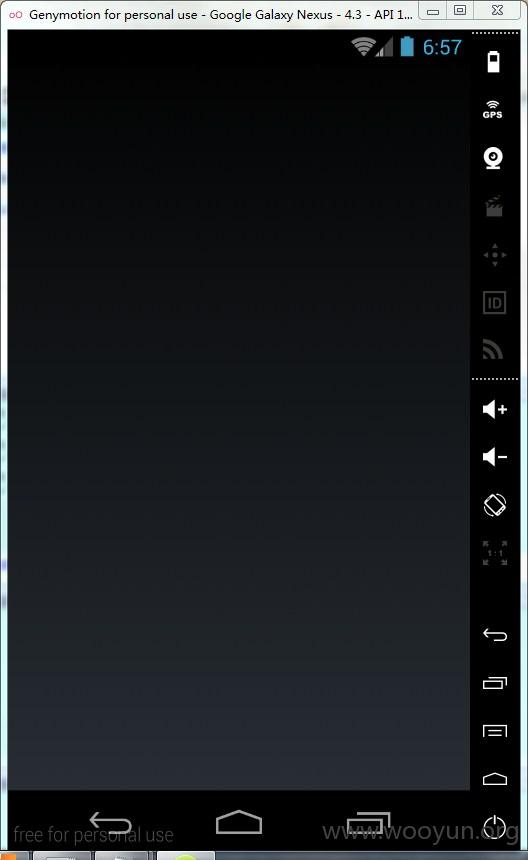 Genymotion for personal use - Google Galaxy Nexus - 4.3 - API 1...
6:57
GPS
ID
1:1
free for personal use
www.wooyun.org